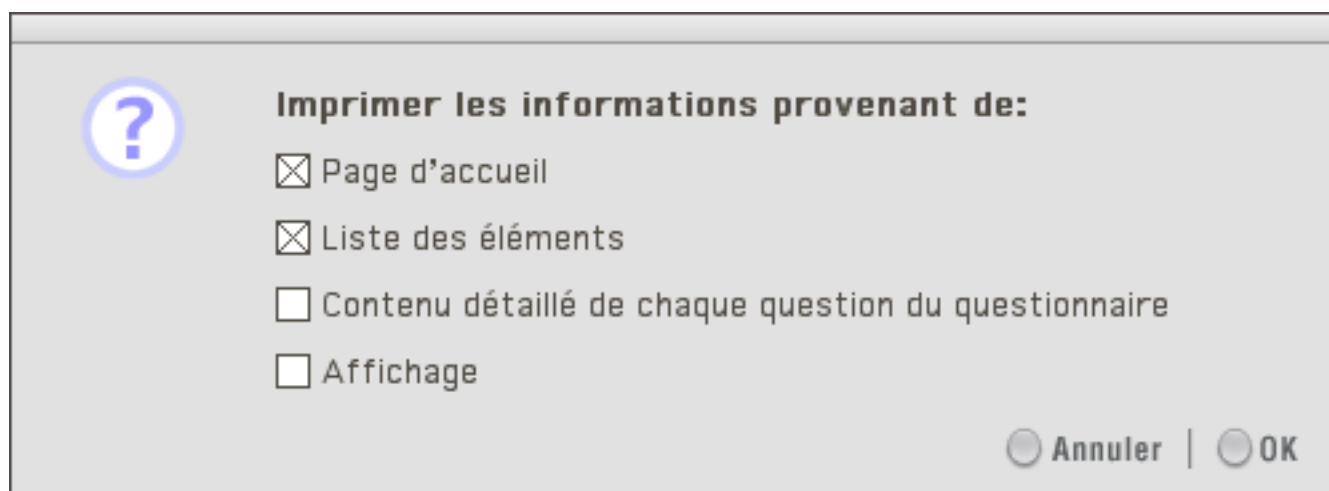 Imprimer les informations provenant de:
Page d'accueil
Liste des éléments
Contenu détaillé de chaque question du questionnaire
Affichage
Annuler | OK